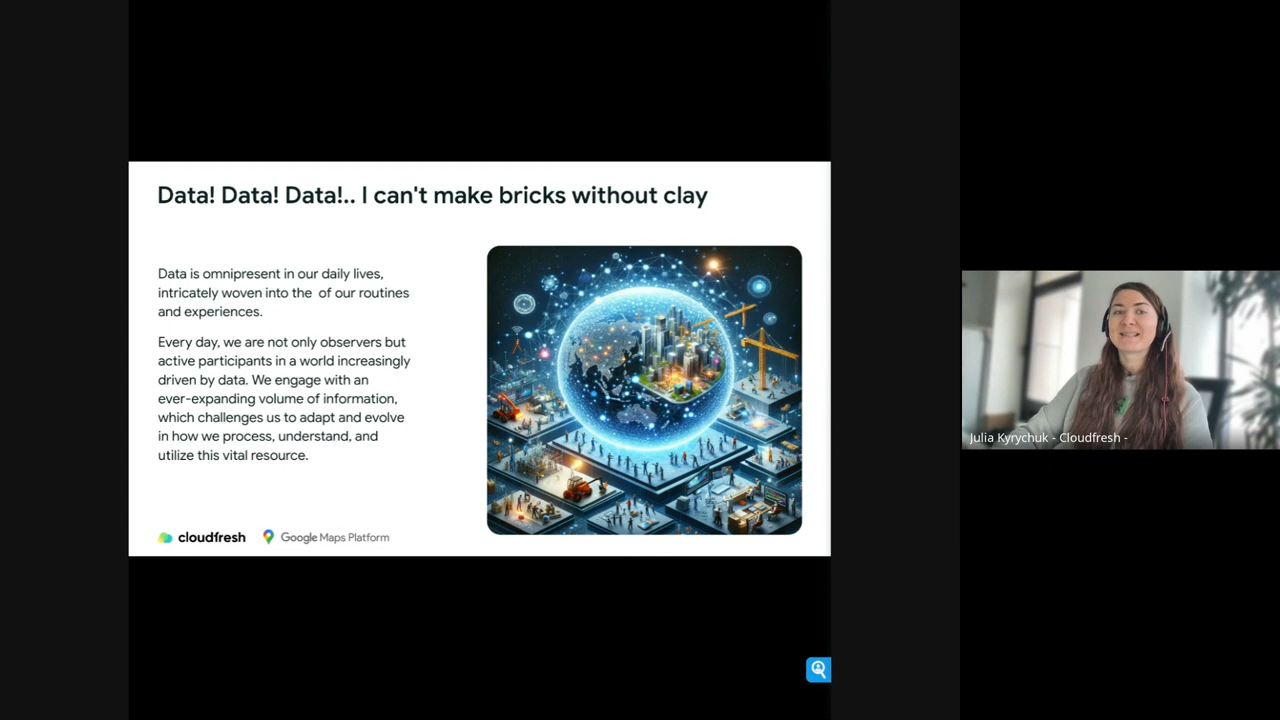 Data! Data! Data!.. I can't make bricks without clay
Data is omnipresent in our daily lives,
intricately woven into the  of our routines
and experiences.
Every day, we are not only observers but
active participants in a world increasingly
driven by data. We engage with an
ever-expanding volume of information,
which challenges us to adapt and evolve
in how we process, understand, and
utilize this vital resource.
cloudfresh
Google Maps Platform
Julia Kyrychuk - Cloudfresh -